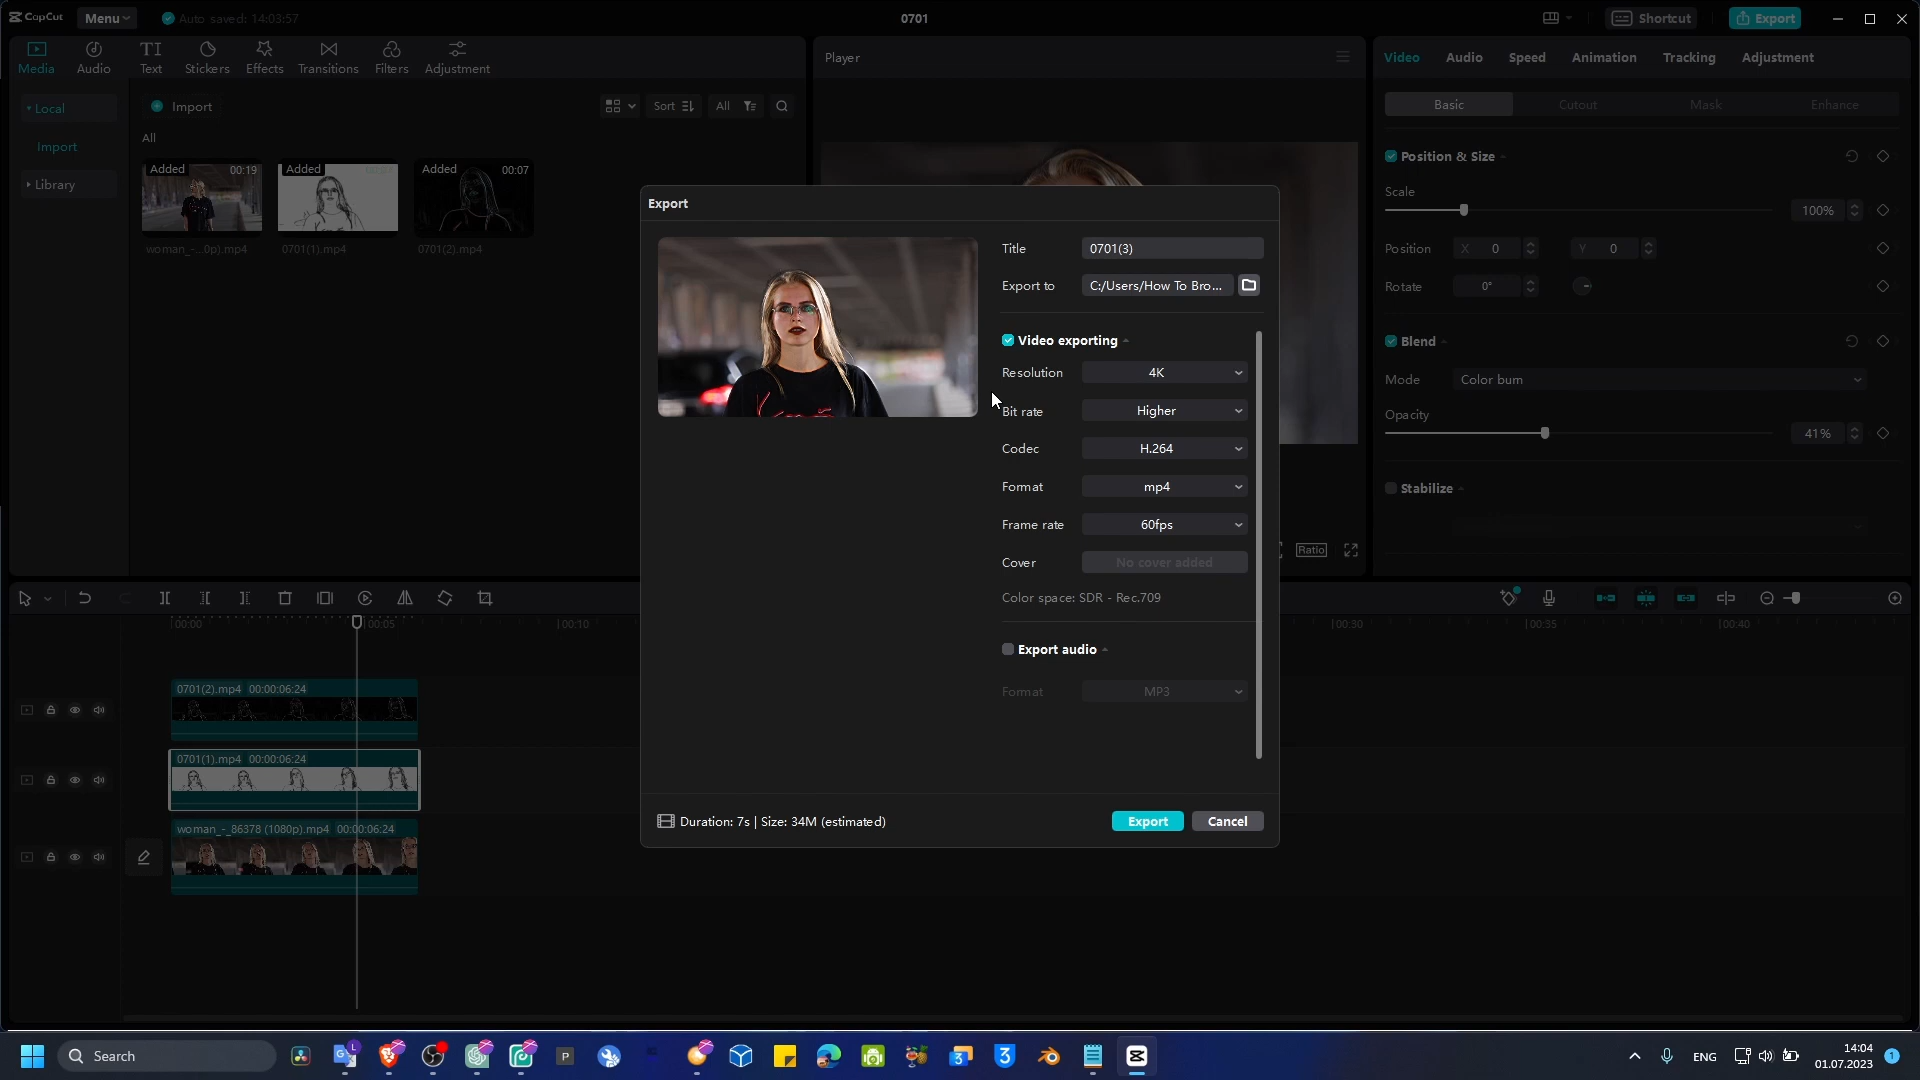 CapCut
Menu
Auto saved: 14:03:57
0701
Shortcut
Export
Media
Audio
Text
Stickers
Effects
Transitions
Filters
Adjustment
Local
Import
Library
Import
Sort
All
All
Added
00:19
Added
Added
00:07
woman_-...0p).mp4
0701(1).mp4
0701(2).mp4
Player
Ratio
Video
Audio
Speed
Animation
Tracking
Adjustment
Basic
Cutout
Mask
Enhance
Position & Size
Scale
100%
Position
X 0
Y 0
Rotate
0°
Blend
Mode
Color burn
Opacity
41%
Stabilize
Export
Title
0701(3)
Export to
C:/Users/How To Bro...
Video exporting
Resolution
4K
Bit rate
Higher
Codec
H.264
Format
mp4
Frame rate
60fps
Cover
No cover added
Color space: SDR - Rec.709
Export audio
Format
MP3
Duration: 7s | Size: 34M (estimated)
Export
Cancel
00:00
00:05
00:10
00:30
00:35
00:40
0701(2).mp4 00:00:06:24
0701(1).mp4 00:00:06:24
woman_-_86378 (1080p).mp4 00:00:06:24
Search
ENG
14:04
01.07.2023
1